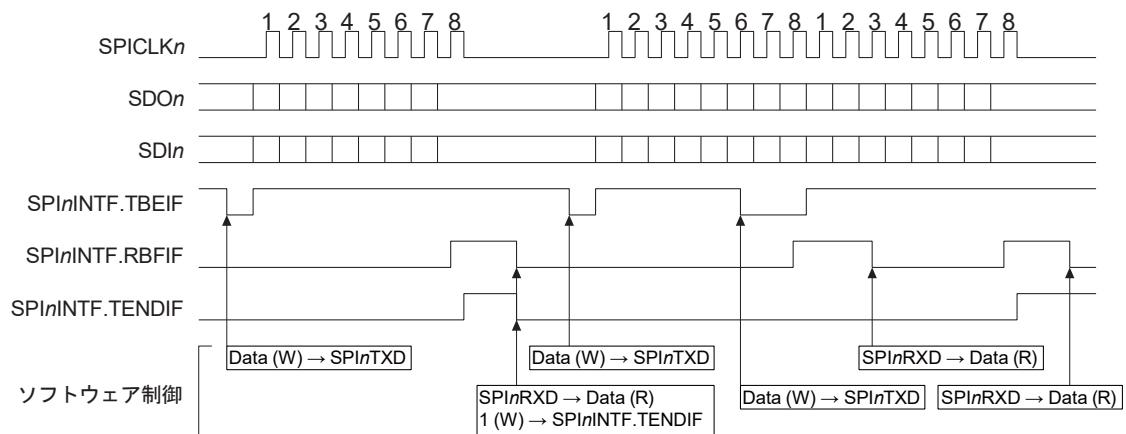 1 2 3 4 5 6 7 8 1 2 3 4 5 6 7 8 1 2 3 4 5 6 7 8
SPICLKn
SDOn
SDIn
SPInINTF.TBEIF
SPInINTF.RBFIF
SPInINTF.TENDIF
Data (W) → SPInTXD
Data (W) → SPInTXD
SPInRXD → Data (R)
ソフトウェア制御
SPInRXD → Data (R)
1 (W) → SPInINTF.TENDIF
Data (W) → SPInTXD
SPInRXD → Data (R)